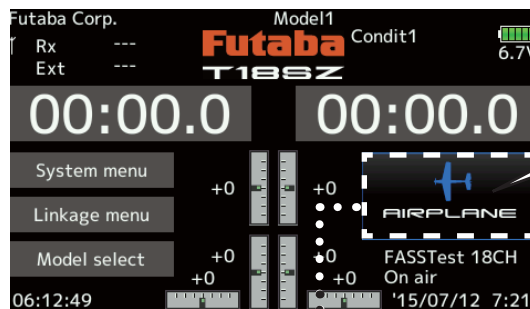 Futaba Corp. Model1
Rx --- Futaba Condit1
Ext --- T18SZ 6.7V
00:00.0 00:00.0
System menu
+0 +0
Linkage menu AIRPLANE
Model select +0 +0 FASSTest 18CH
+0 +0 On air
06:12:49 '15/07/12 7:21